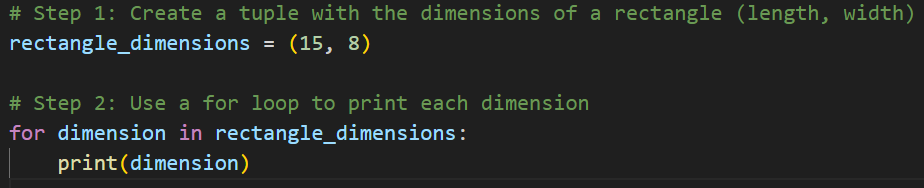 # Step 1: Create a tuple with the dimensions of a rectangle (length, width)
rectangle_dimensions = (15, 8)
# Step 2: Use a for loop to print each dimension
for dimension in rectangle_dimensions:
    print(dimension)